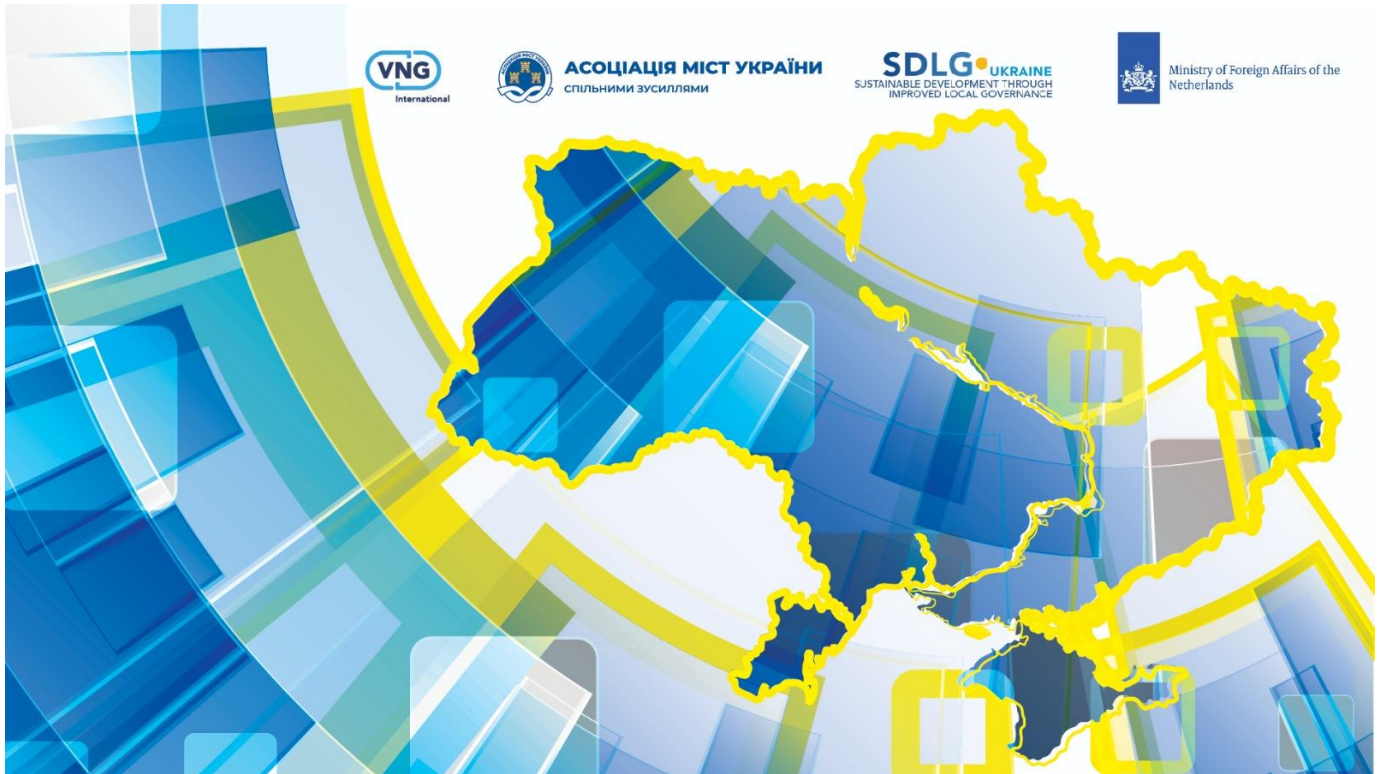 VNG
International
АСОЦІАЦІЯ МІСТ УКРАЇНИ
СПІЛЬНИМИ ЗУСИЛЛЯМИ
SDLG UKRAINE
SUSTAINABLE DEVELOPMENT THROUGH
IMPROVED LOCAL GOVERNANCE
Ministry of Foreign Affairs of the
Netherlands